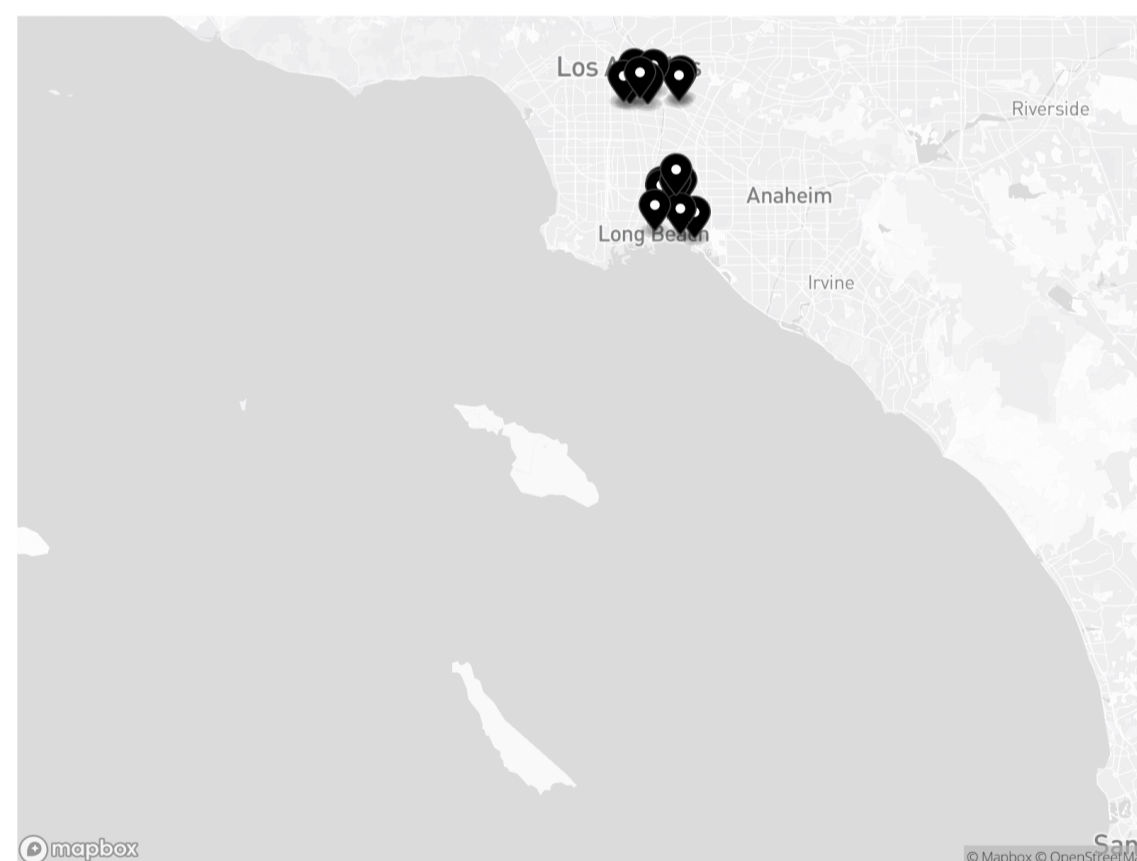 Los A
Riverside
Anaheim
Long Beach
Irvine
San
mapbox
© Mapbox © OpenStreetM